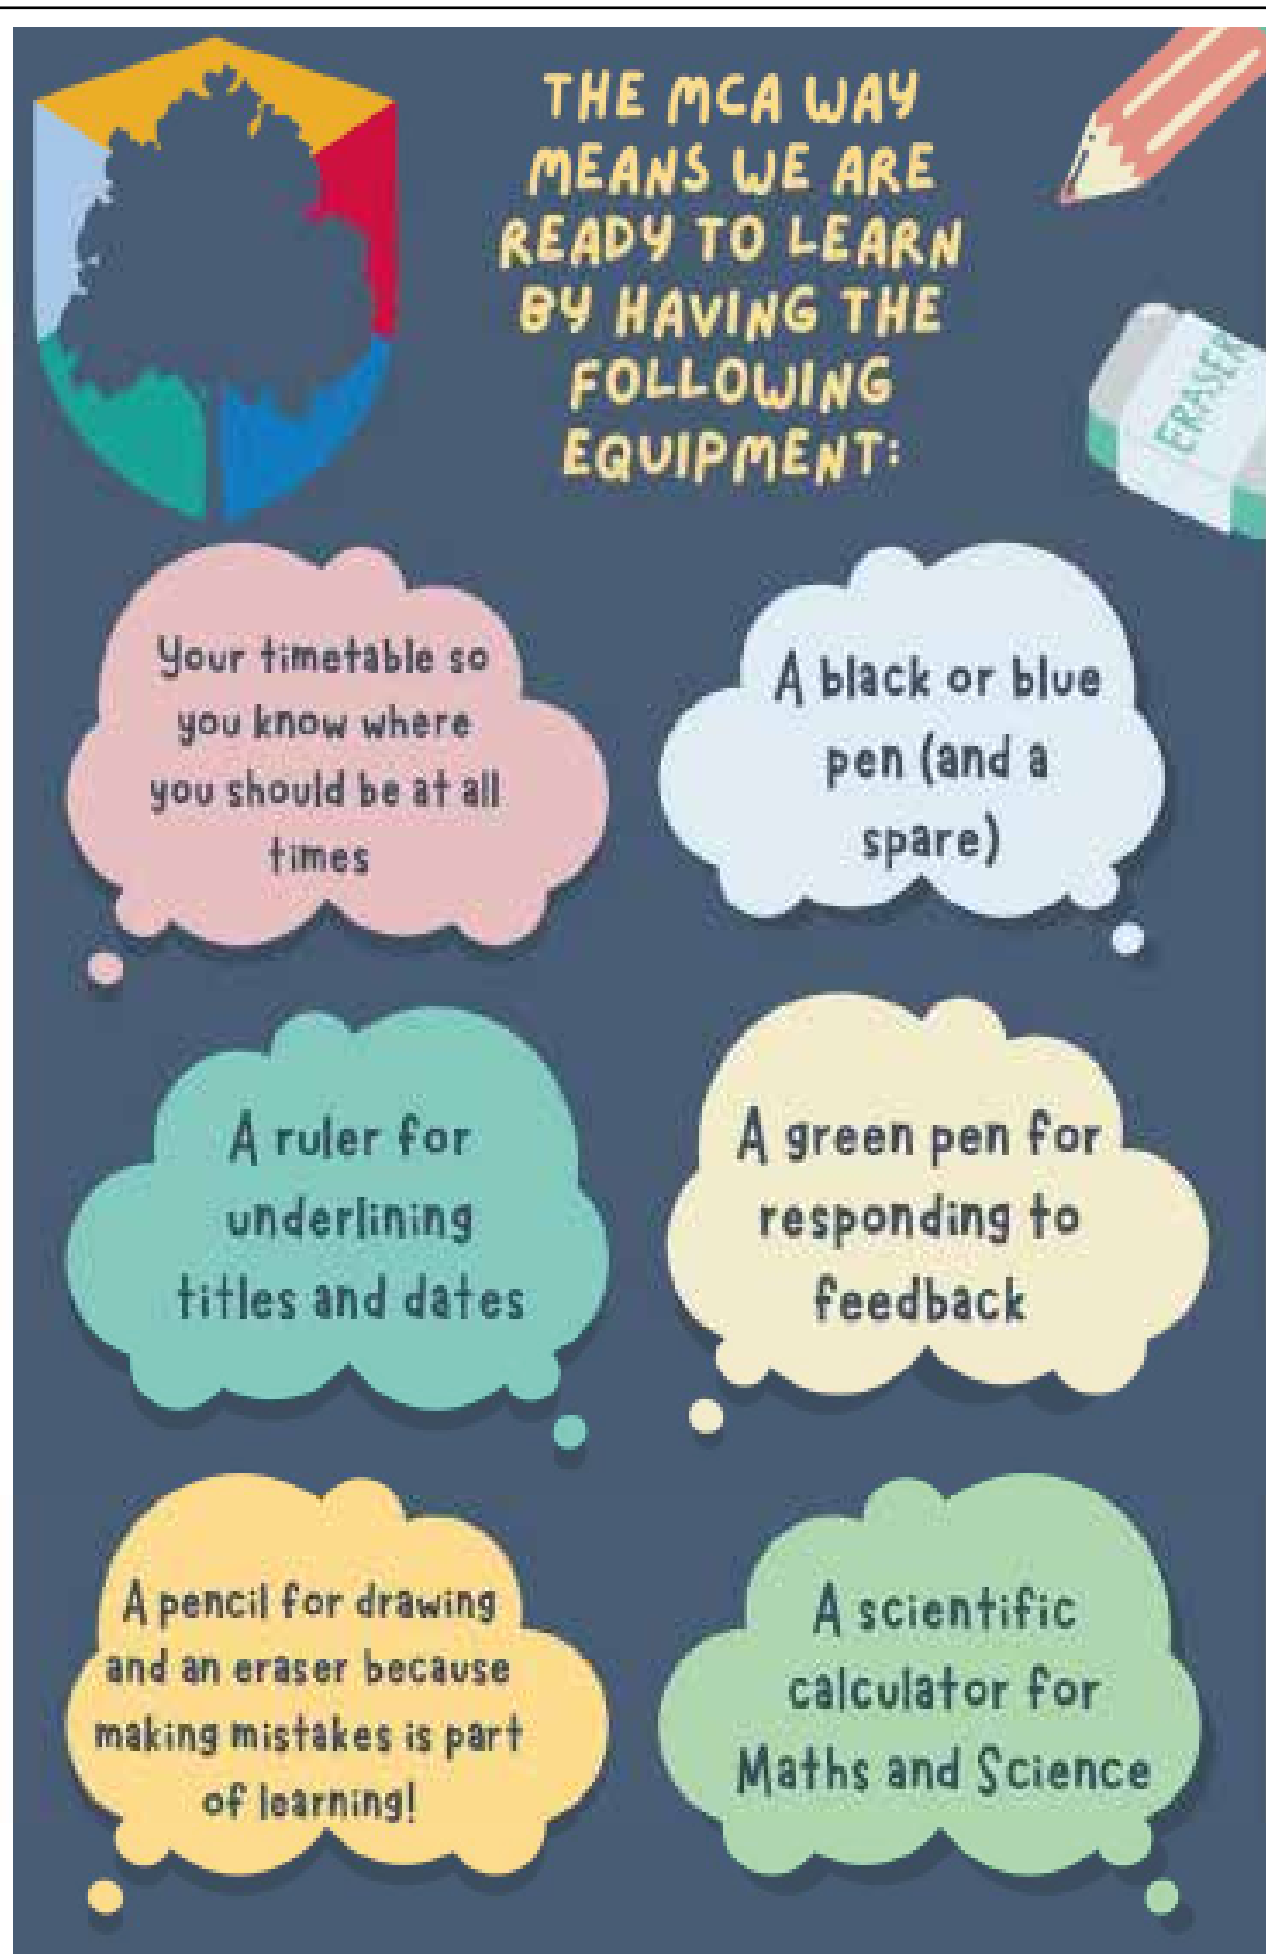 THE MCA WAY
MEANS WE ARE
READY TO LEARN
BY HAVING THE
FOLLOWING
EQUIPMENT:
ERASER
Your timetable so
you know where
you should be at all
times
A black or blue
pen (and a
spare)
A ruler for
underlining
titles and dates
A green pen for
responding to
feedback
A pencil for drawing
and an eraser because
making mistakes is part
of learning!
A scientific
calculator for
Maths and Science